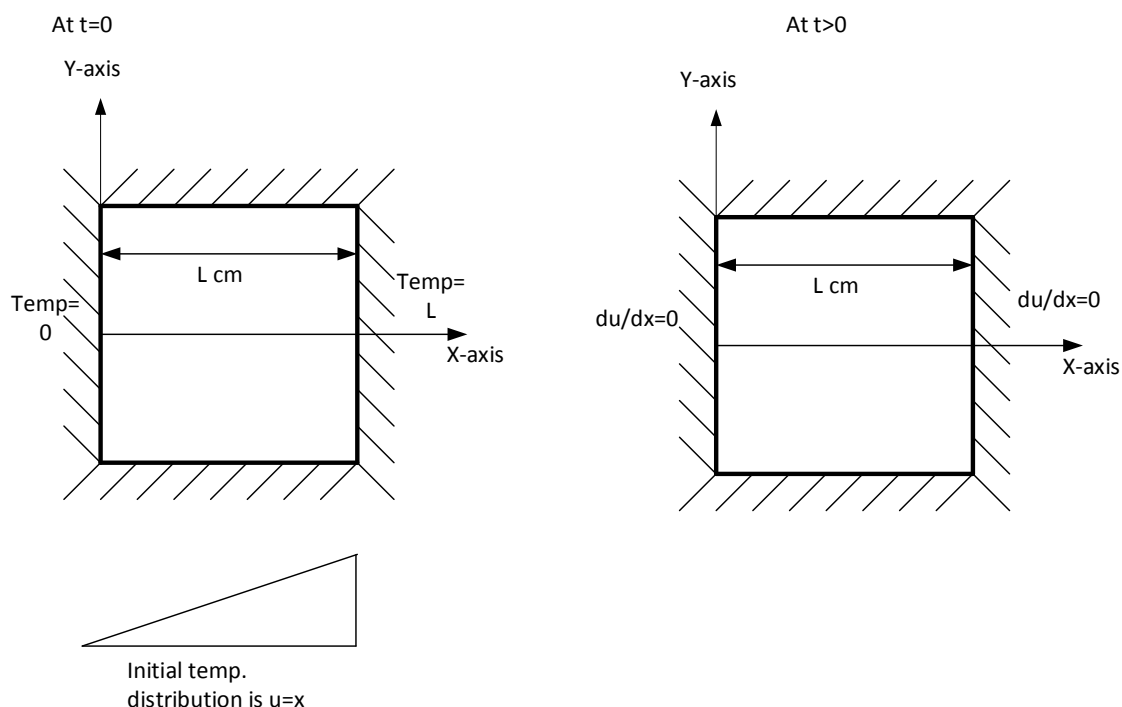 At t=0
At t>0
Y-axis
Y-axis
L cm
Temp=
0
Temp=
L
X-axis
L cm
du/dx=0
du/dx=0
X-axis
Initial temp.
distribution is u=x